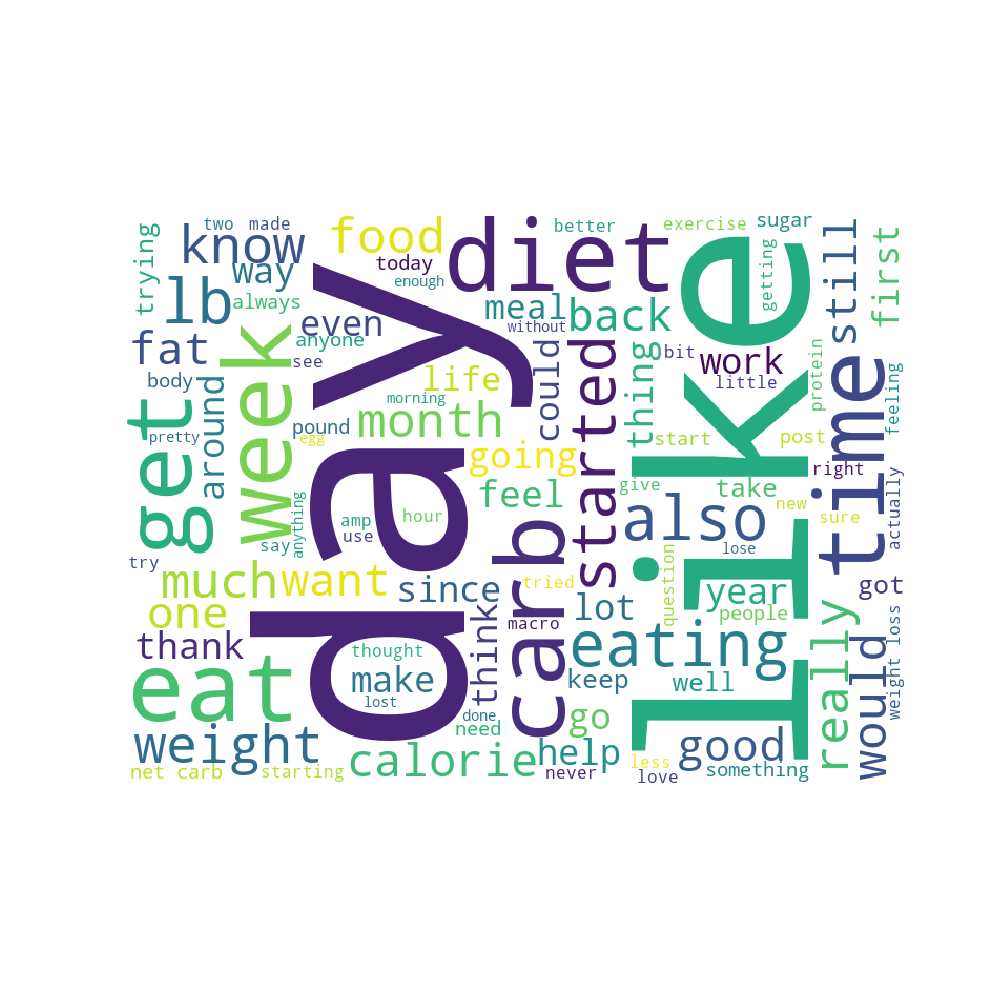 two
made
trying
know
food
diet
better
exercise
sugar
today
enough
way
lb
always
meal
back
getting
still
first
like
day
week
even
anyone
without
fat
see
could
started
thing
bit
work
little
protein
time
feeling
body
life
morning
get
pretty
around
pound
egg
month
going
start
post
right
feel
give
take
new
anything
amp
hour
use
say
carb
also
lose
sure
actually
try
much
want
since
tried
question
lot
year
people
got
one
macro
thank
thought
think
eating
really
would
loss
eat
make
lost
keep
well
weight
done
need
go
weight
calorie
help
good
less
something
net carb
starting
never
love